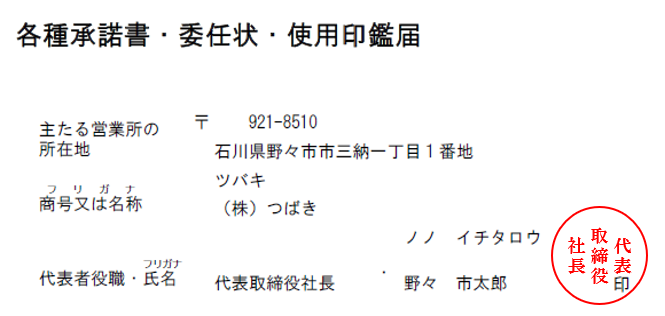 各種承諾書・委任状・使用印鑑届
主たる営業所の
所在地
〒 921-8510
石川県野々市市三納一丁目1番地
フリガナ
商号又は名称
ツバキ
（株）つばき
フリガナ
代表者役職・氏名
ノノ イチタロウ
代表取締役社長 ・ 野々 市太郎 印
代表
取締役
社長